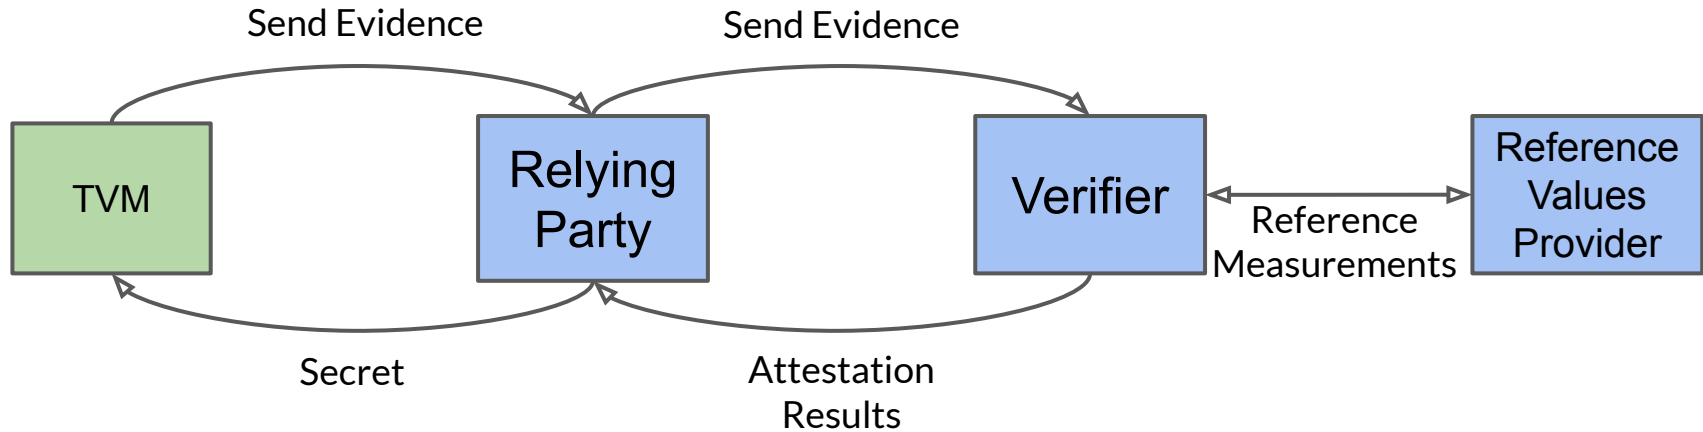 Send Evidence
Send Evidence
TVM
Relying
Party
Verifier
Reference
Measurements
Reference
Values
Provider
Secret
Attestation
Results